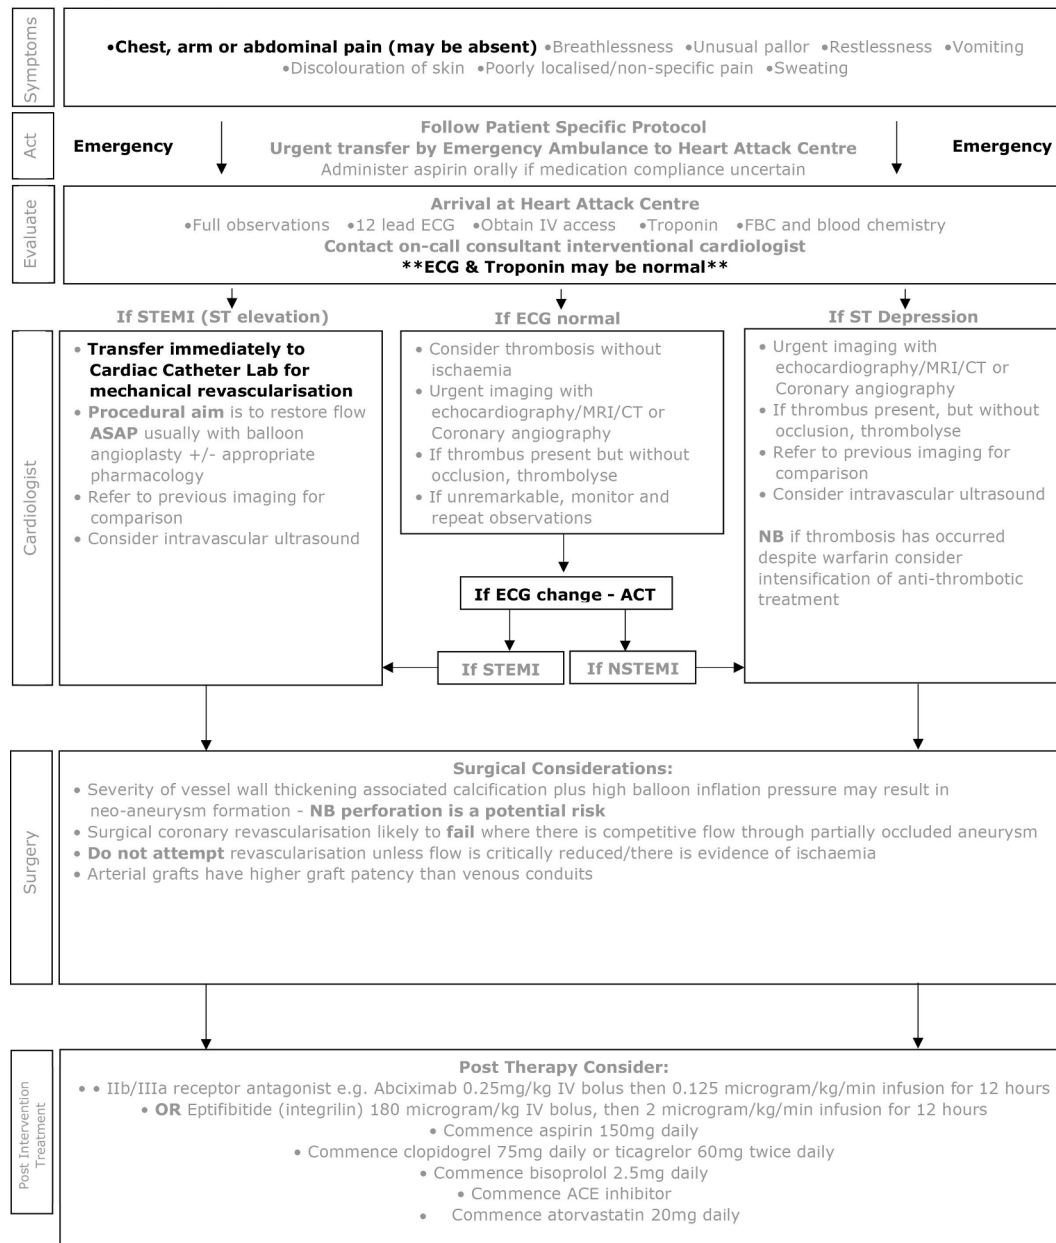 Symptoms
•Chest, arm or abdominal pain (may be absent) •Breathlessness •Unusual pallor •Restlessness •Vomiting
•Discolouration of skin •Poorly localised/non-specific pain •Sweating
Act
Emergency
Follow Patient Specific Protocol
Urgent transfer by Emergency Ambulance to Heart Attack Centre
Administer aspirin orally if medication compliance uncertain
Emergency
Evaluate
Arrival at Heart Attack Centre
•Full observations •12 lead ECG •Obtain IV access •Troponin •FBC and blood chemistry
Contact on-call consultant interventional cardiologist
**ECG & Troponin may be normal**
Cardiologist
If STEMI (ST elevation)
• Transfer immediately to
Cardiac Catheter Lab for
mechanical revascularisation
• Procedural aim is to restore flow
ASAP usually with balloon
angioplasty +/- appropriate
pharmacology
• Refer to previous imaging for
comparison
• Consider intravascular ultrasound
If ECG normal
• Consider thrombosis without
ischaemia
• Urgent imaging with
echocardiography/MRI/CT or
Coronary angiography
• If thrombus present but without
occlusion, thrombolyse
• If unremarkable, monitor and
repeat observations
If ECG change - ACT
If STEMI
If NSTEMI
If ST Depression
• Urgent imaging with
echocardiography/MRI/CT or
Coronary angiography
• If thrombus present, but without
occlusion, thrombolyse
• Refer to previous imaging for
comparison
• Consider intravascular ultrasound
NB if thrombosis has occurred
despite warfarin consider
intensification of anti-thrombotic
treatment
Surgery
Surgical Considerations:
• Severity of vessel wall thickening associated calcification plus high balloon inflation pressure may result in
neo-aneurysm formation - NB perforation is a potential risk
• Surgical coronary revascularisation likely to fail where there is competitive flow through partially occluded aneurysm
• Do not attempt revascularisation unless flow is critically reduced/there is evidence of ischaemia
• Arterial grafts have higher graft patency than venous conduits
Post Intervention
Treatment
Post Therapy Consider:
• • IIb/IIIa receptor antagonist e.g. Abciximab 0.25mg/kg IV bolus then 0.125 microgram/kg/min infusion for 12 hours
• OR Eptifibitide (integrilin) 180 microgram/kg IV bolus, then 2 microgram/kg/min infusion for 12 hours
• Commence aspirin 150mg daily
• Commence clopidogrel 75mg daily or ticagrelor 60mg twice daily
• Commence bisoprolol 2.5mg daily
• Commence ACE inhibitor
• Commence atorvastatin 20mg daily